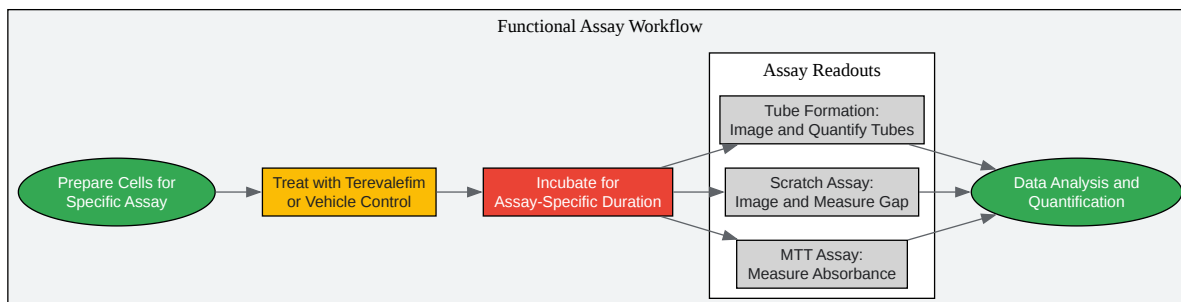 Functional Assay Workflow
Assay Readouts
Prepare Cells for
Specific Assay
Treat with Terevalefim
or Vehicle Control
Incubate for
Assay-Specific Duration
Tube Formation:
Image and Quantify Tubes
Scratch Assay:
Image and Measure Gap
MTT Assay:
Measure Absorbance
Data Analysis and
Quantification